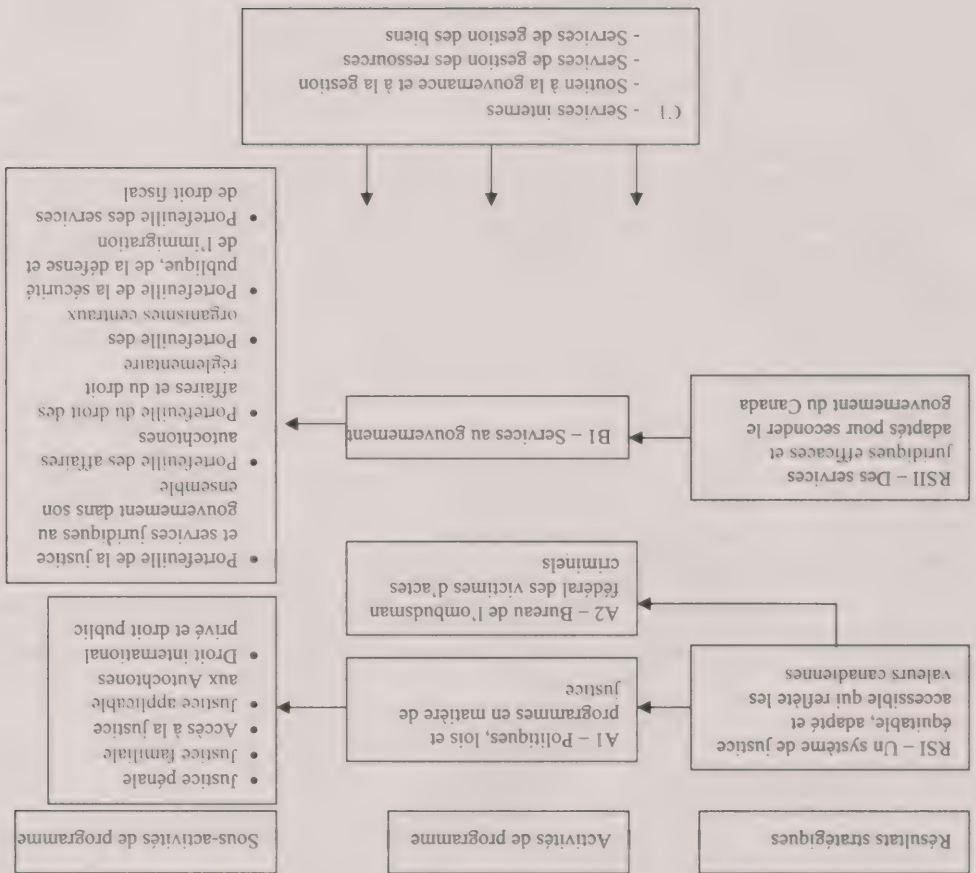 Résultats stratégiques
Activités de programme
Sous-activités de programme
RSI – Un système de justice
équitable, adapté et
accessible qui reflète les
valeurs canadiennes
A1 – Politiques, lois et
programmes en matière de
justice
• Justice pénale
• Justice familiale
• Accès à la justice
• Justice applicable
aux Autochtones
• Droit international
privé et droit public
A2 – Bureau de l'ombudsman
fédéral des victimes d'actes
criminels
RSII – Des services
juridiques efficaces et
adaptés pour seconder le
gouvernement du Canada
B1 – Services au gouvernement
• Portefeuille de la justice
et services juridiques au
gouvernement dans son
ensemble
• Portefeuille des affaires
autochtones
• Portefeuille du droit des
affaires et du droit
réglementaire
• Portefeuille des
organismes centraux
• Portefeuille de la sécurité
publique, de la défense et
de l'immigration
• Portefeuille des services
de droit fiscal
C1 - Services internes
- Soutien à la gouvernance et à la gestion
- Services de gestion des ressources
- Services de gestion des biens